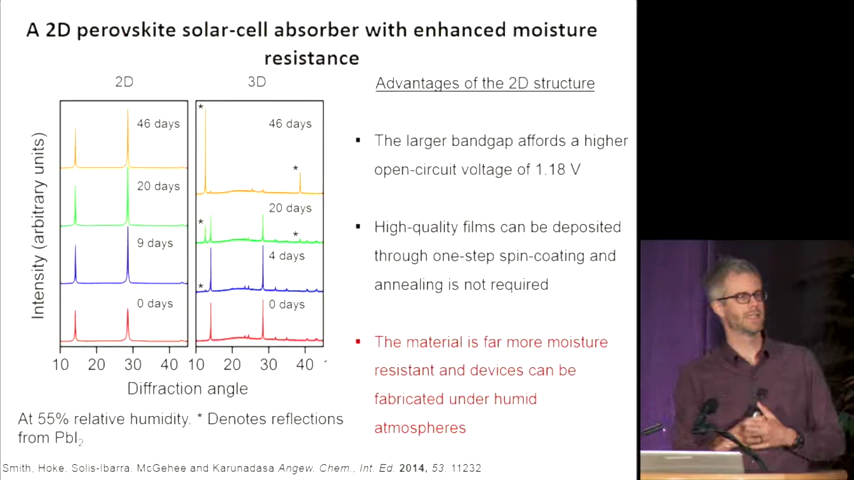 A 2D perovskite solar-cell absorber with enhanced moisture
resistance
2D
3D
Advantages of the 2D structure
Intensity (arbitrary units)
46 days
20 days
9 days
0 days
* 46 days
*
20 days
* *
4 days
*
0 days
10 20 30 40
10 20 30 40
Diffraction angle
At 55% relative humidity. * Denotes reflections
from PbI2
▪ The larger bandgap affords a higher
open-circuit voltage of 1.18 V
▪ High-quality films can be deposited
through one-step spin-coating and
annealing is not required
▪ The material is far more moisture
resistant and devices can be
fabricated under humid
atmospheres
Smith, Hoke, Solis-Ibarra, McGehee and Karunadasa Angew. Chem., Int. Ed. 2014, 53, 11232